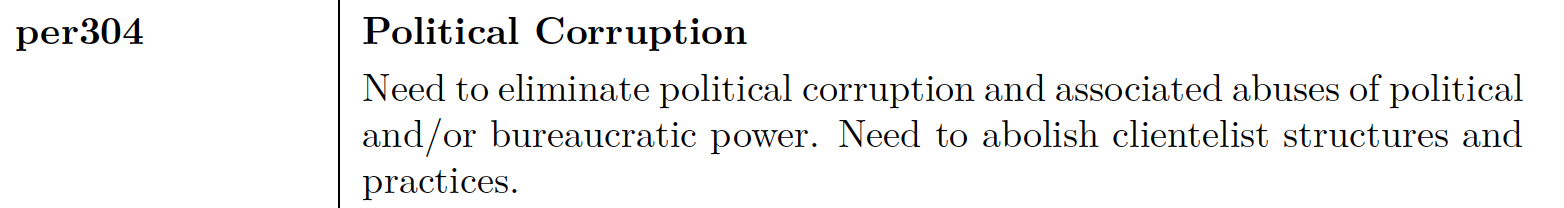 per304
Political Corruption
Need to eliminate political corruption and associated abuses of political
and/or bureaucratic power. Need to abolish clientelist structures and
practices.